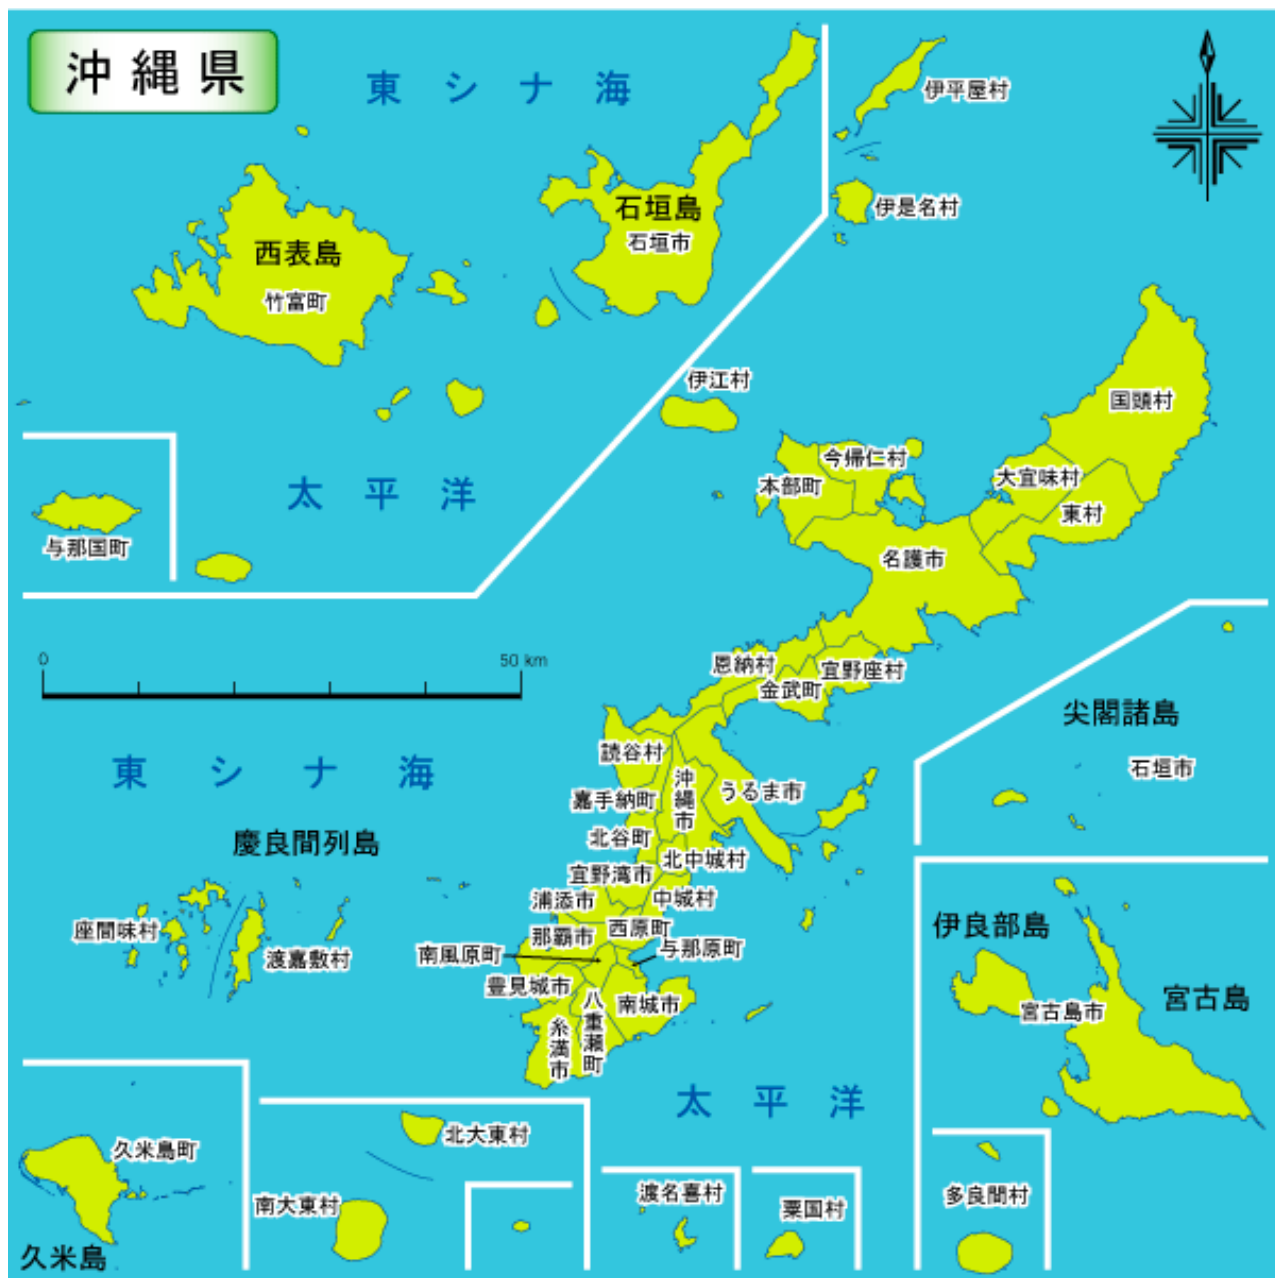 沖縄県
東シナ海
伊平屋村
伊是名村
石垣島
石垣市
西表島
竹富町
伊江村
国頭村
今帰仁村
本部町
大宜味村
東村
太平洋
与那国町
名護市
0
50 km
恩納村
宜野座村
金武町
尖閣諸島
石垣市
読谷村
東シナ海
沖縄市
うるま市
嘉手納町
北谷町
慶良間列島
北中城村
宜野湾市
浦添市
中城村
西原町
座間味村
那覇市
与那原町
南風原町
渡嘉敷村
豊見城市
八重瀬町
南城市
糸満市
伊良部島
宮古島
宮古島市
太平洋
久米島町
久米島
北大東村
南大東村
渡名喜村
粟国村
多良間村